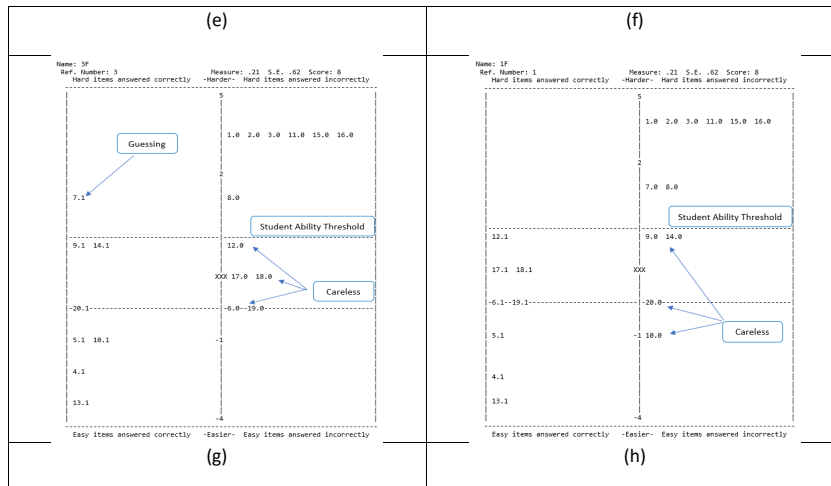 (e)
(f)
Name: 3F
Ref. Number: 3 Measure: .21 S.E. .62 Score: 8
Hard items answered correctly -Harder- Hard items answered incorrectly
5
1.0 2.0 3.0 11.0 15.0 16.0
Guessing
2
7.1 8.0
Student Ability Threshold
9.1 14.1 12.0
XXX 17.0 18.0
Careless
-20.1 -6.0--19.0
5.1 10.1 -1
4.1
13.1
-4
Easy items answered correctly -Easier- Easy items answered incorrectly
(g)
Name: 1F
Ref. Number: 1 Measure: .21 S.E. .62 Score: 8
Hard items answered correctly -Harder- Hard items answered incorrectly
5
1.0 2.0 3.0 11.0 15.0 16.0
2
7.0 8.0
Student Ability Threshold
12.1 9.0 14.0
17.1 18.1 XXX
-6.1--19.1 -20.0
5.1 -1 10.0
Careless
4.1
13.1
-4
Easy items answered correctly -Easier- Easy items answered incorrectly
(h)